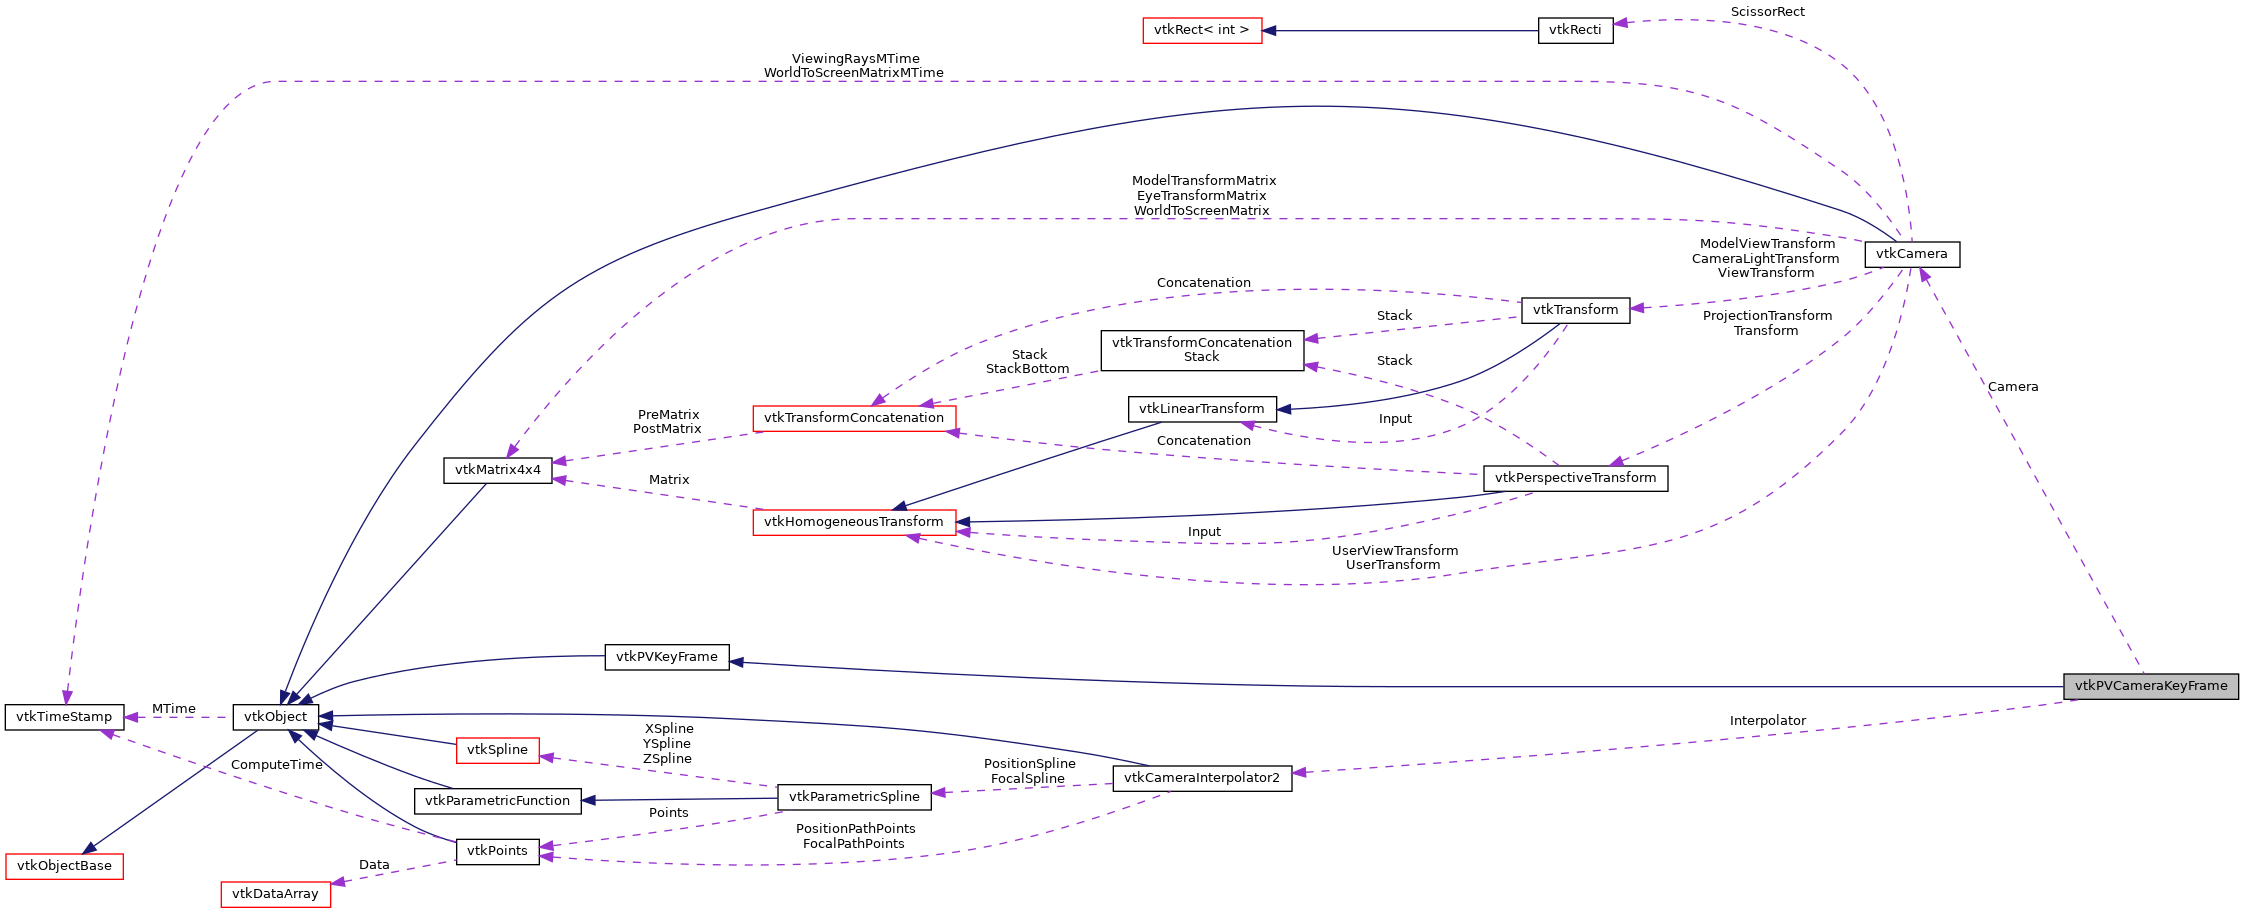 ScissorRect
vtkRect< int >
vtkRecti
ViewingRaysMTime
WorldToScreenMatrixMTime
ModelTransformMatrix
EyeTransformMatrix
WorldToScreenMatrix
vtkCamera
ModelViewTransform
CameraLightTransform
ViewTransform
Concatenation
vtkTransform
Stack
ProjectionTransform
Transform
vtkTransformConcatenation
Stack
Stack
StackBottom
Stack
Camera
vtkLinearTransform
PreMatrix
PostMatrix
vtkTransformConcatenation
Input
Concatenation
vtkMatrix4x4
Matrix
vtkPerspectiveTransform
vtkHomogeneousTransform
Input
UserViewTransform
UserTransform
vtkPVKeyFrame
vtkPVCameraKeyFrame
vtkTimeStamp
MTime
vtkObject
Interpolator
XSpline
YSpline
ZSpline
vtkSpline
ComputeTime
PositionSpline
FocalSpline
vtkCameraInterpolator2
vtkParametricFunction
vtkParametricSpline
Points
PositionPathPoints
FocalPathPoints
vtkPoints
vtkObjectBase
Data
vtkDataArray